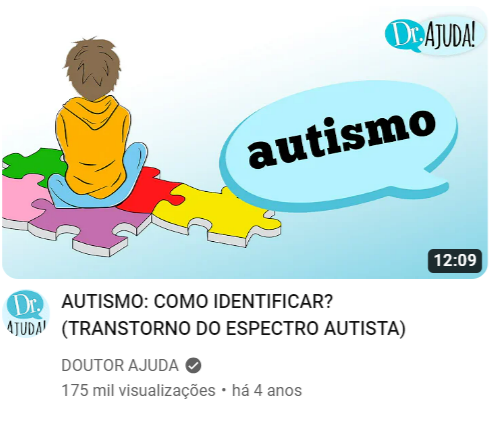 Dr. AJUDA!
autismo
12:09
Dr. AJUDA!
AUTISMO: COMO IDENTIFICAR?
(TRANSTORNO DO ESPECTRO AUTISTA)
DOUTOR AJUDA
175 mil visualizações • há 4 anos